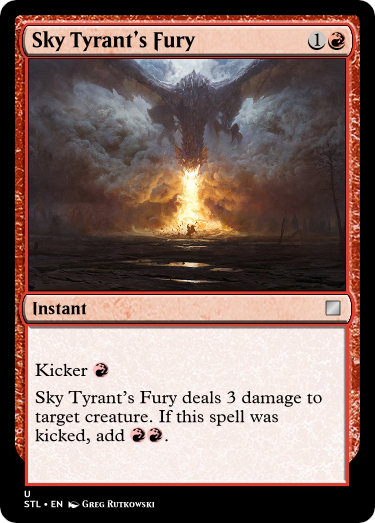 Sky Tyrant's Fury 1
Instant
Kicker
Sky Tyrant's Fury deals 3 damage to
target creature. If this spell was
kicked, add .
U
STL • EN Greg Rutkowski